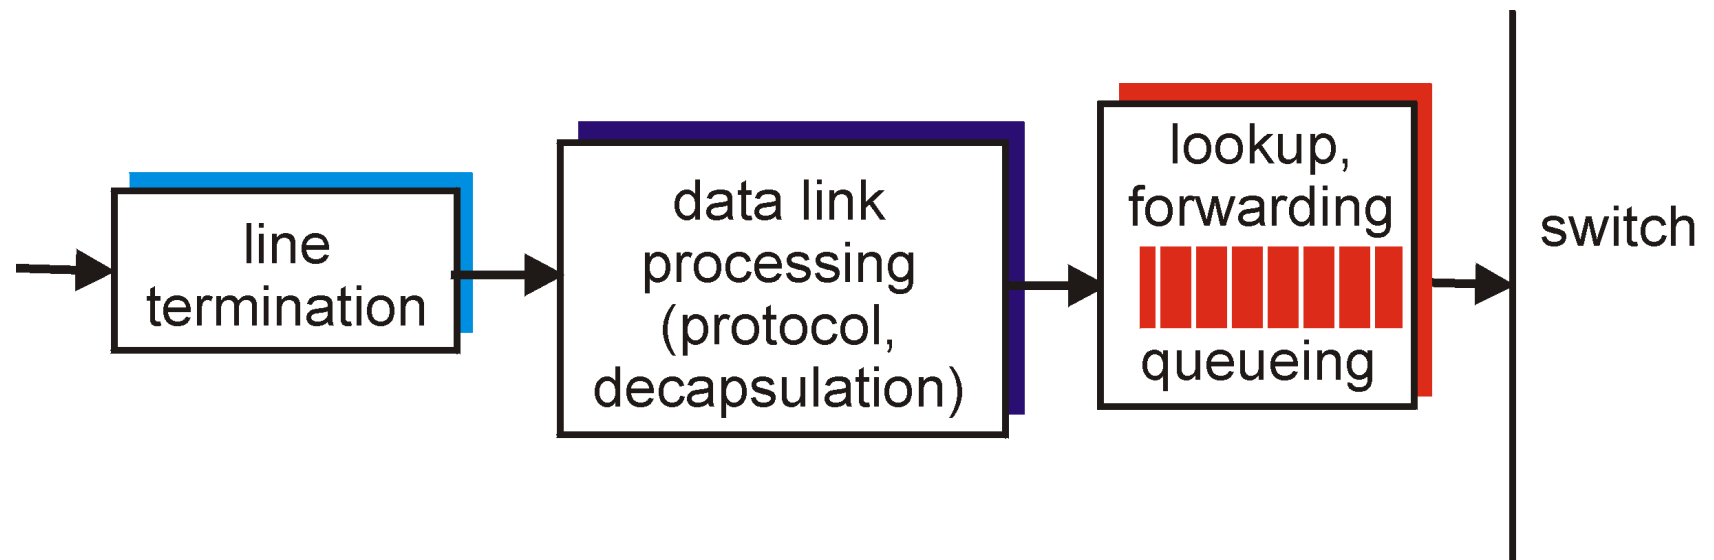 line
termination
data link
processing
(protocol,
decapsulation)
lookup,
forwarding
queueing
switch